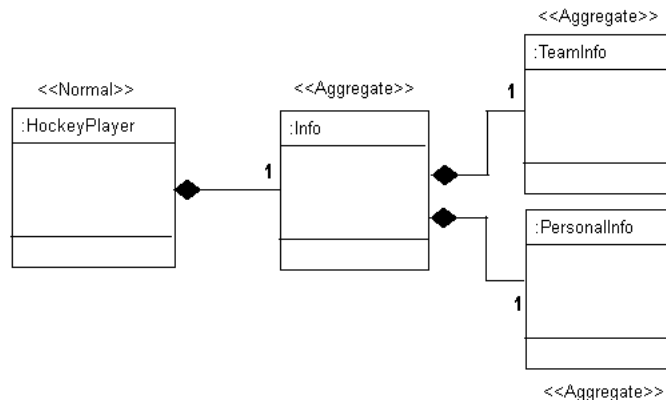 <<Normal>>
:HockeyPlayer
1
<<Aggregate>>
:Info
1
<<Aggregate>>
:TeamInfo
1
:PersonalInfo
<<Aggregate>>